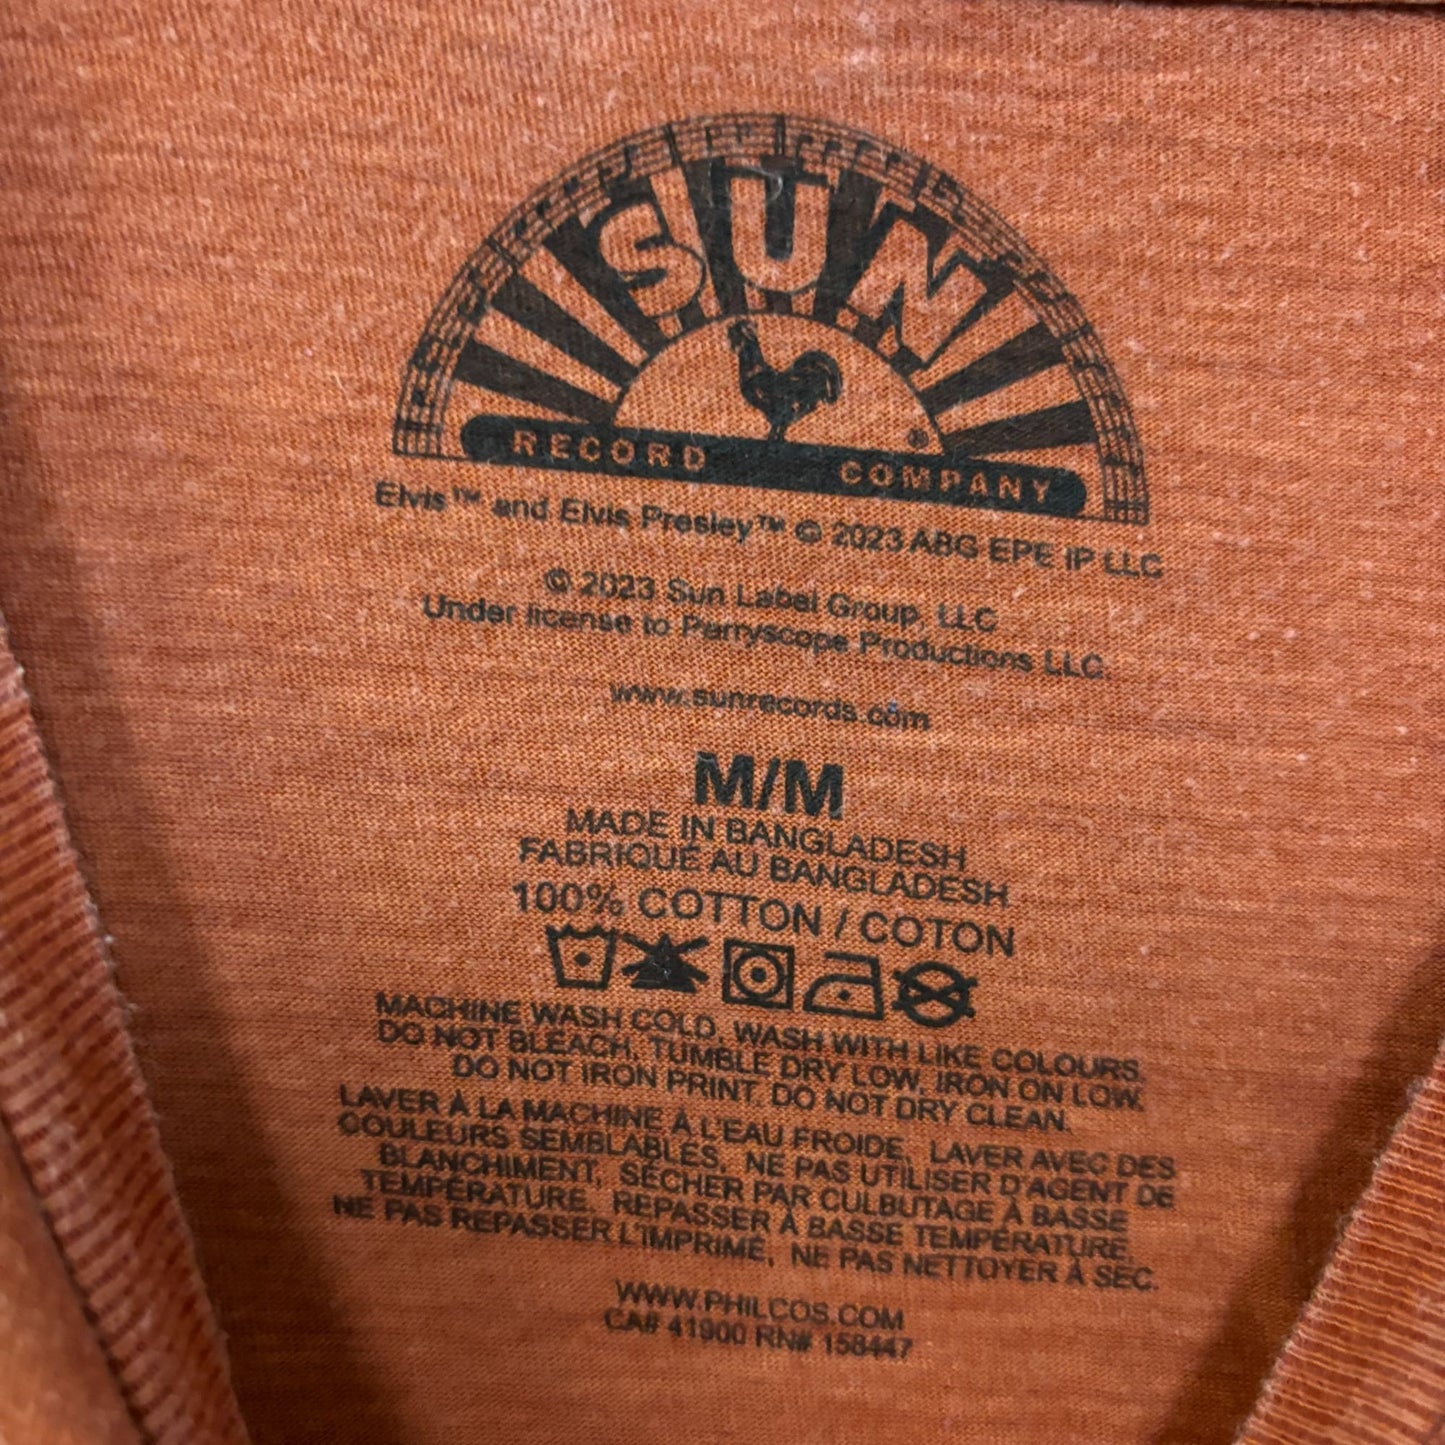 SUN
RECORD COMPANY ®
Elvis™ and Elvis Presley™ © 2023 ABG EPE IP LLC
© 2023 Sun Label Group, LLC
Under license to Perryscope Productions LLC.
www.sunrecords.com
M/M
MADE IN BANGLADESH
FABRIQUÉ AU BANGLADESH
100% COTTON / COTON
MACHINE WASH COLD, WASH WITH LIKE COLOURS.
DO NOT BLEACH, TUMBLE DRY LOW, IRON ON LOW.
DO NOT IRON PRINT, DO NOT DRY CLEAN.
LAVER À LA MACHINE À L'EAU FROIDE, LAVER AVEC DES
COULEURS SEMBLABLES, NE PAS UTILISER D'AGENT DE
BLANCHIMENT, SÉCHER PAR CULBUTAGE À BASSE
TEMPÉRATURE, REPASSER À BASSE TEMPÉRATURE,
NE PAS REPASSER L'IMPRIMÉ, NE PAS NETTOYER À SEC.
WWW.PHILCOS.COM
CA# 41900 RN# 158447